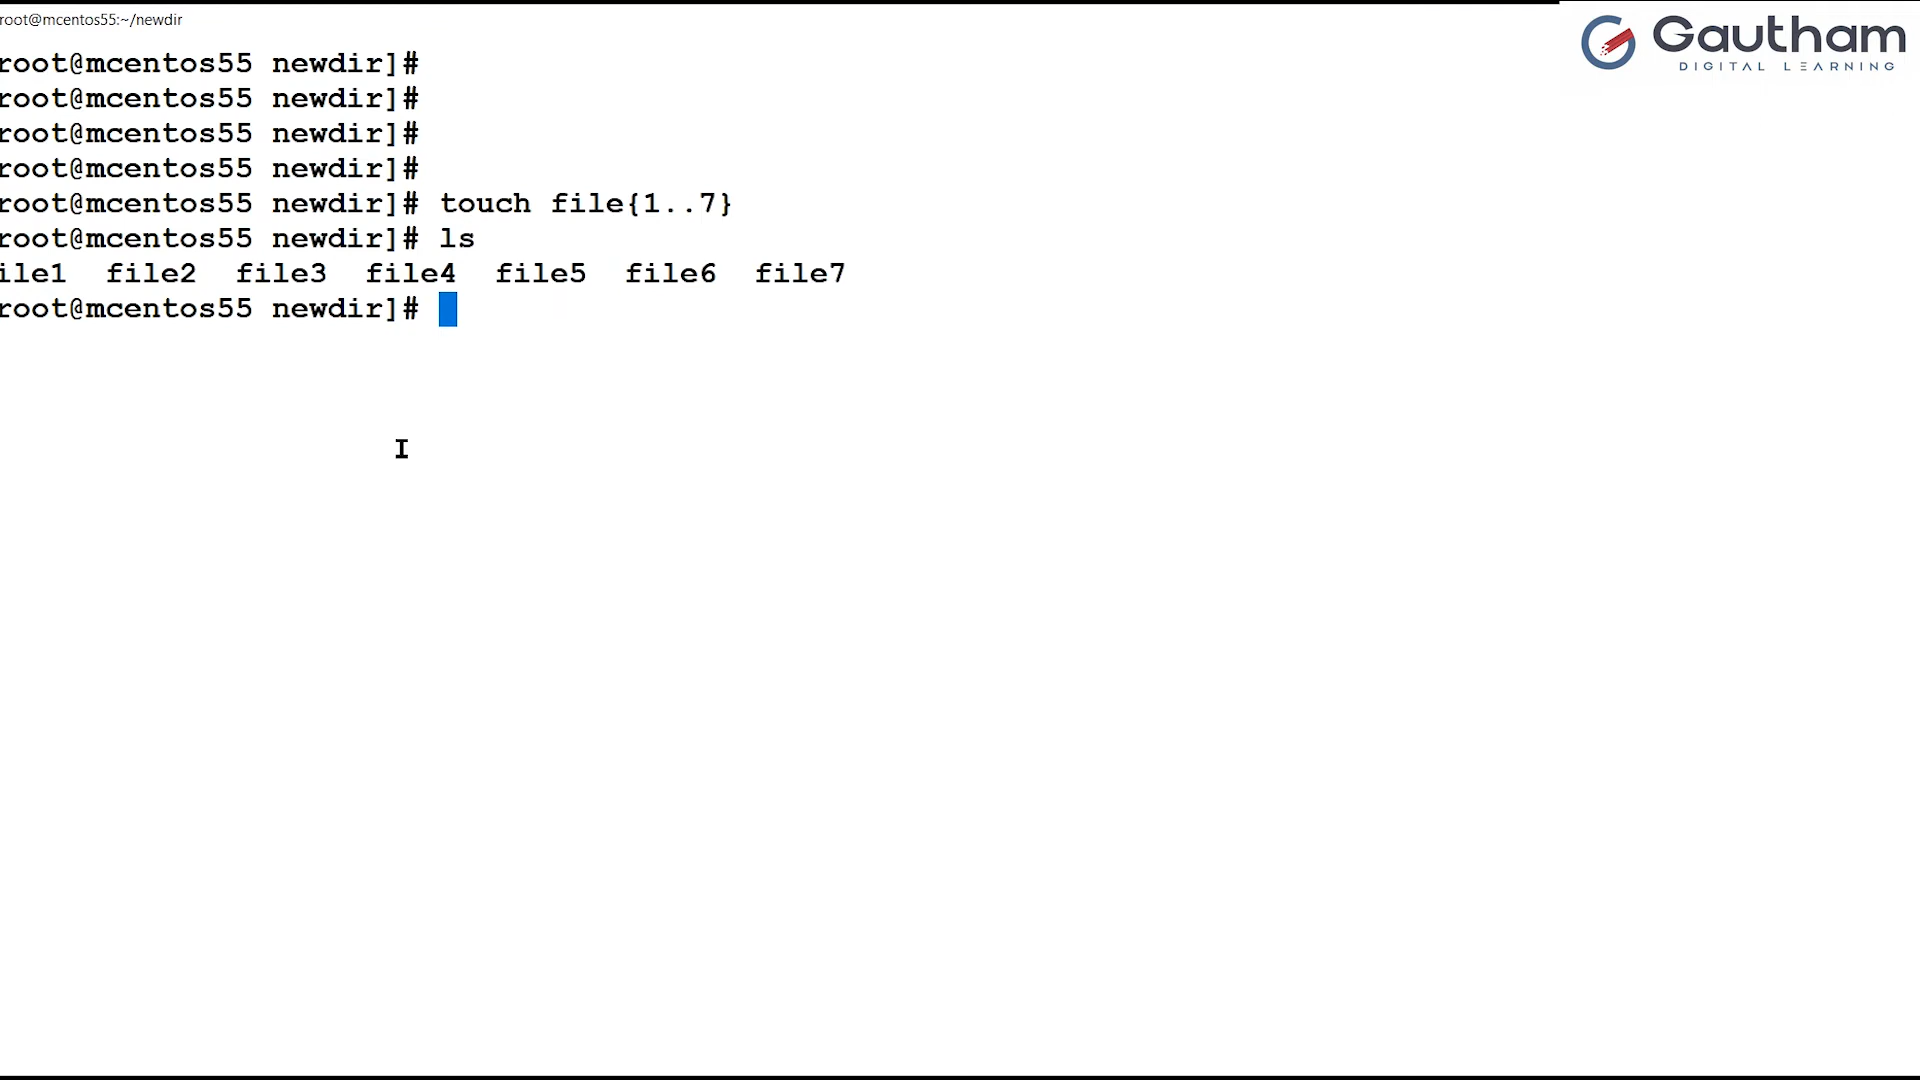 root@mcentos55:~/newdir
Gautham
DIGITAL LEARNING
root@mcentos55 newdir]#
root@mcentos55 newdir]#
root@mcentos55 newdir]#
root@mcentos55 newdir]#
root@mcentos55 newdir]# touch file{1..7}
root@mcentos55 newdir]# ls
ile1 file2 file3 file4 file5 file6 file7
root@mcentos55 newdir]#